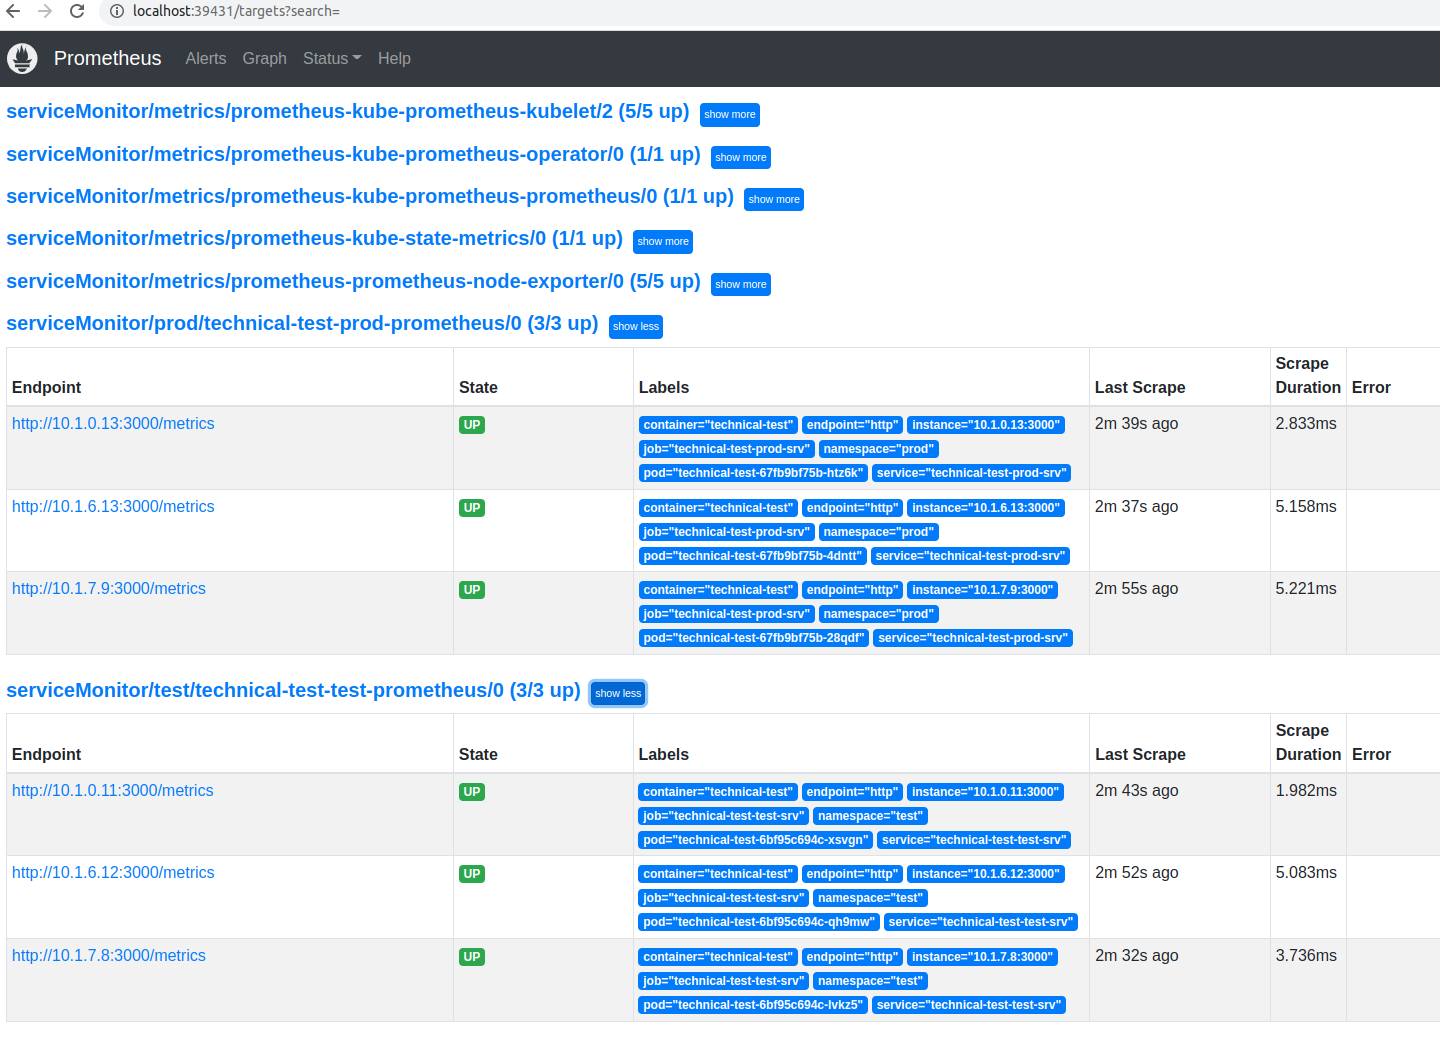 localhost:39431/targets?search=
Prometheus Alerts Graph Status Help
serviceMonitor/metrics/prometheus-kube-prometheus-kubelet/2 (5/5 up) show more
serviceMonitor/metrics/prometheus-kube-prometheus-operator/0 (1/1 up) show more
serviceMonitor/metrics/prometheus-kube-prometheus-prometheus/0 (1/1 up) show more
serviceMonitor/metrics/prometheus-kube-state-metrics/0 (1/1 up) show more
serviceMonitor/metrics/prometheus-prometheus-node-exporter/0 (5/5 up) show more
serviceMonitor/prod/technical-test-prod-prometheus/0 (3/3 up) show less
Scrape
Endpoint State Labels Last Scrape Duration Error
http://10.1.0.13:3000/metrics UP container="technical-test" endpoint="http" instance="10.1.0.13:3000" 2m 39s ago 2.833ms
job="technical-test-prod-srv" namespace="prod"
pod="technical-test-67fb9bf75b-htz6k" service="technical-test-prod-srv"
http://10.1.6.13:3000/metrics UP container="technical-test" endpoint="http" instance="10.1.6.13:3000" 2m 37s ago 5.158ms
job="technical-test-prod-srv" namespace="prod"
pod="technical-test-67fb9bf75b-4dntt" service="technical-test-prod-srv"
http://10.1.7.9:3000/metrics UP container="technical-test" endpoint="http" instance="10.1.7.9:3000" 2m 55s ago 5.221ms
job="technical-test-prod-srv" namespace="prod"
pod="technical-test-67fb9bf75b-28qdf" service="technical-test-prod-srv"
serviceMonitor/test/technical-test-test-prometheus/0 (3/3 up) show less
Scrape
Endpoint State Labels Last Scrape Duration Error
http://10.1.0.11:3000/metrics UP container="technical-test" endpoint="http" instance="10.1.0.11:3000" 2m 43s ago 1.982ms
job="technical-test-test-srv" namespace="test"
pod="technical-test-6bf95c694c-xsvgn" service="technical-test-test-srv"
http://10.1.6.12:3000/metrics UP container="technical-test" endpoint="http" instance="10.1.6.12:3000" 2m 52s ago 5.083ms
job="technical-test-test-srv" namespace="test"
pod="technical-test-6bf95c694c-qh9mw" service="technical-test-test-srv"
http://10.1.7.8:3000/metrics UP container="technical-test" endpoint="http" instance="10.1.7.8:3000" 2m 32s ago 3.736ms
job="technical-test-test-srv" namespace="test"
pod="technical-test-6bf95c694c-lvkz5" service="technical-test-test-srv"